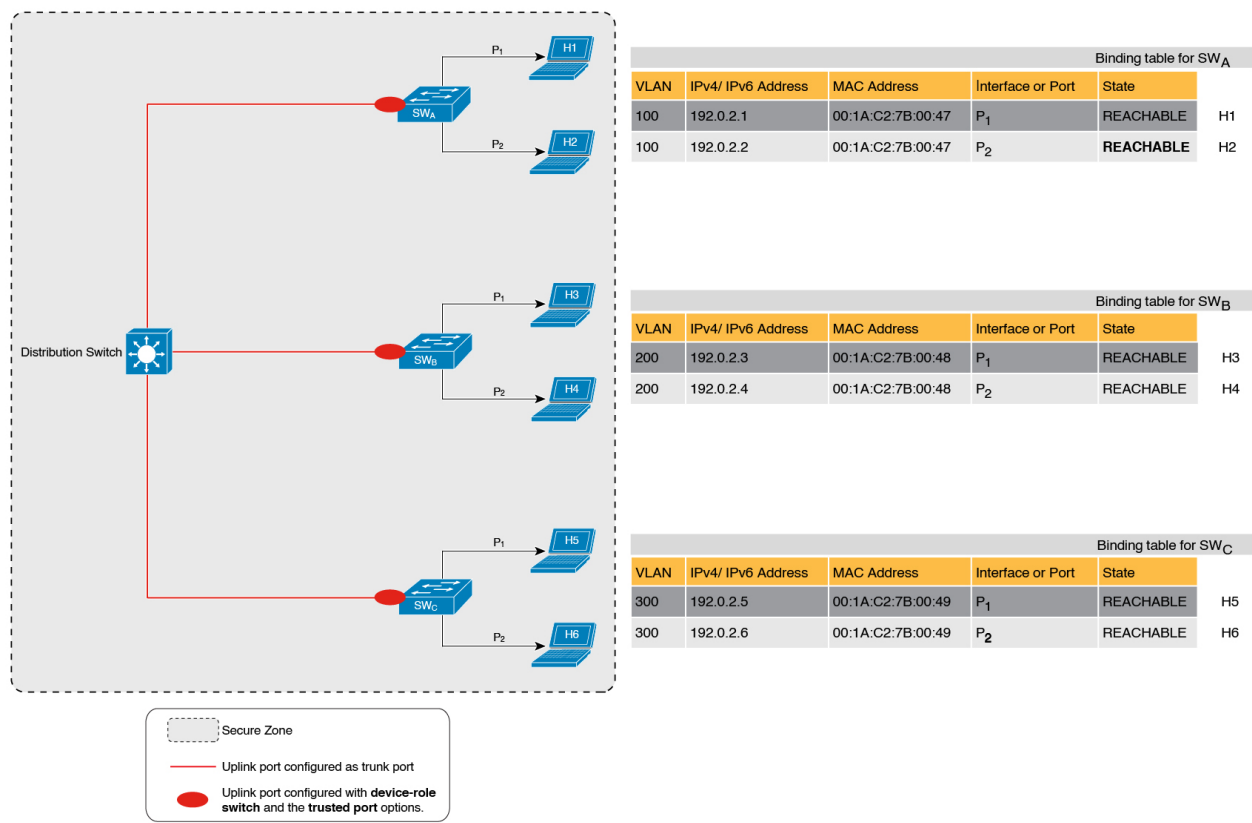 P1
H1
SWA
P2
H2
P1
H3
Distribution Switch
SWB
P2
H4
P1
H5
SWC
P2
H6
Binding table for SWA
VLAN IPv4/ IPv6 Address MAC Address Interface or Port State
100 192.0.2.1 00:1A:C2:7B:00:47 P1 REACHABLE H1
100 192.0.2.2 00:1A:C2:7B:00:47 P2 REACHABLE H2
Binding table for SWB
VLAN IPv4/ IPv6 Address MAC Address Interface or Port State
200 192.0.2.3 00:1A:C2:7B:00:48 P1 REACHABLE H3
200 192.0.2.4 00:1A:C2:7B:00:48 P2 REACHABLE H4
Binding table for SWC
VLAN IPv4/ IPv6 Address MAC Address Interface or Port State
300 192.0.2.5 00:1A:C2:7B:00:49 P1 REACHABLE H5
300 192.0.2.6 00:1A:C2:7B:00:49 P2 REACHABLE H6
Secure Zone
Uplink port configured as trunk port
Uplink port configured with device-role
switch and the trusted port options.